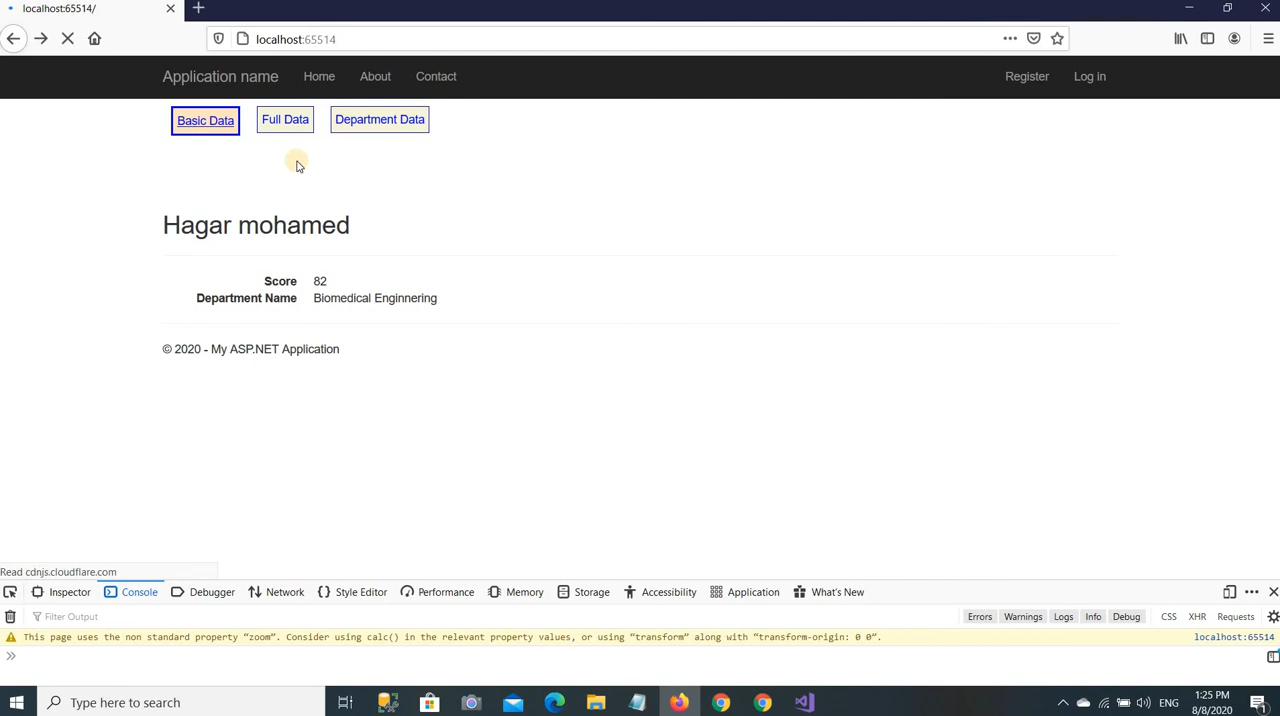 localhost:65514/
localhost:65514
Application name Home About Contact Register Log in
Basic Data Full Data Department Data
Hagar mohamed
Score 82
Department Name Biomedical Enginnering
© 2020 - My ASP.NET Application
Read cdnjs.cloudflare.com
Inspector Console Debugger Network Style Editor Performance Memory Storage Accessibility Application What's New
Filter Output Errors Warnings Logs Info Debug CSS XHR Requests
This page uses the non standard property “zoom”. Consider using calc() in the relevant property values, or using “transform” along with “transform-origin: 0 0”. localhost:65514
Type here to search ENG 1:25 PM
8/8/2020